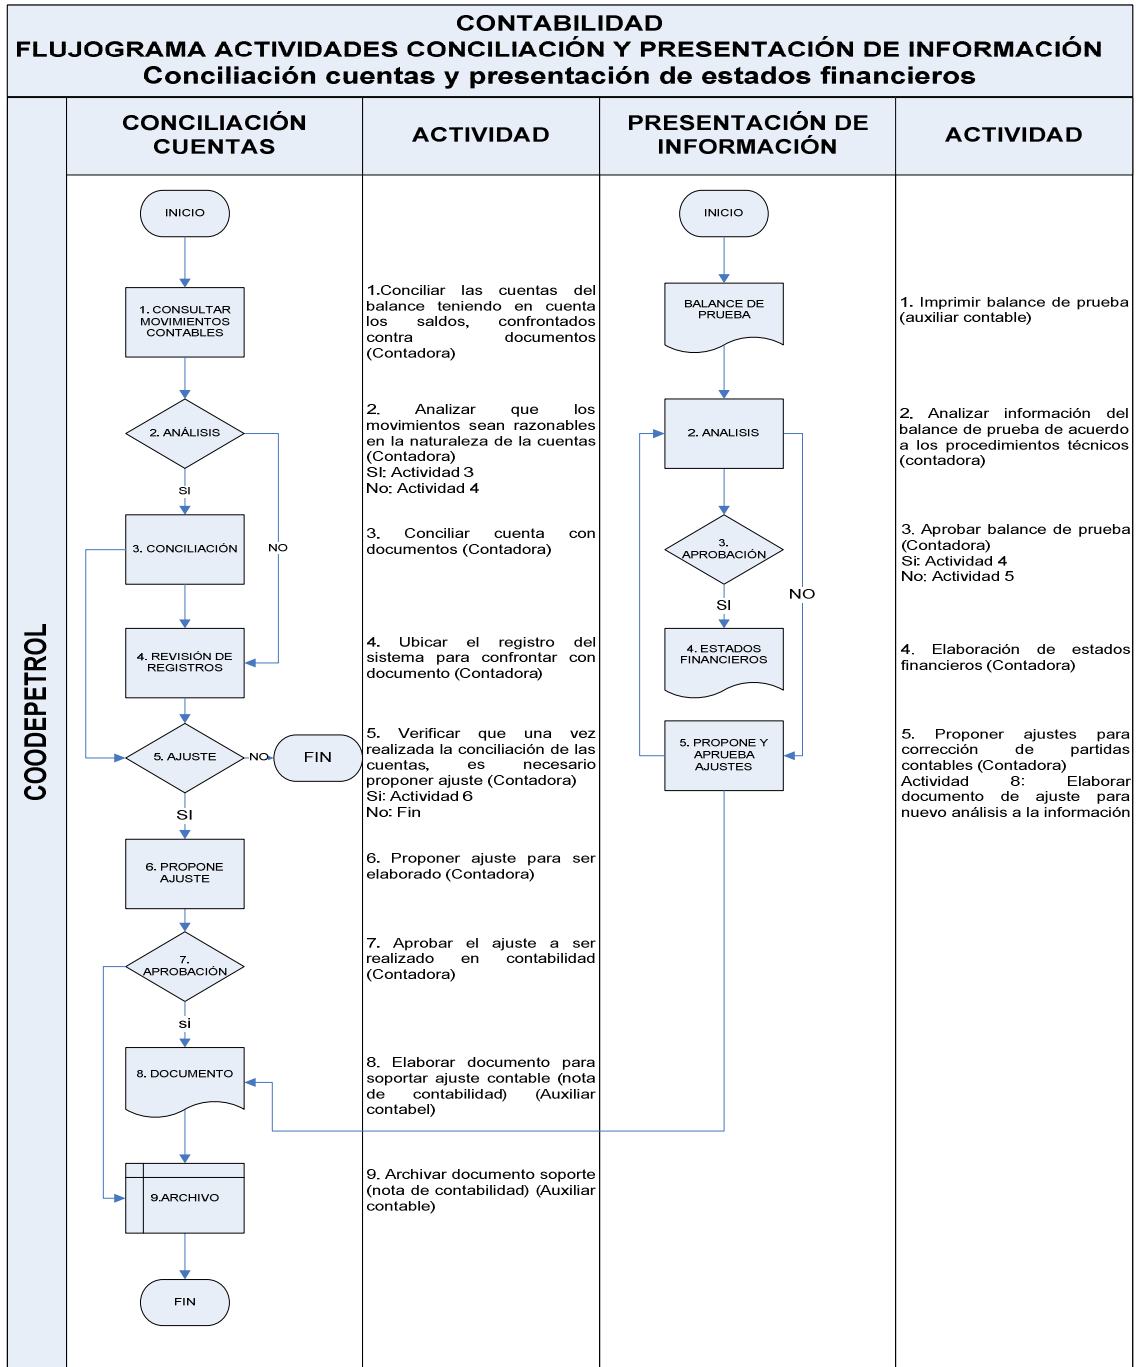 CONTABILIDAD
FLUJOGRAMA ACTIVIDADES CONCILIACIÓN Y PRESENTACIÓN DE INFORMACIÓN
Conciliación cuentas y presentación de estados financieros
COODEPETROL
CONCILIACIÓN
CUENTAS
ACTIVIDAD
PRESENTACIÓN DE
INFORMACIÓN
ACTIVIDAD
INICIO
1. CONSULTAR
MOVIMIENTOS
CONTABLES
2. ANÁLISIS
SI
NO
3. CONCILIACIÓN
4. REVISIÓN DE
REGISTROS
5. AJUSTE
NO
FIN
SI
6. PROPONE
AJUSTE
7.
APROBACIÓN
si
8. DOCUMENTO
9.ARCHIVO
FIN
1.Conciliar las cuentas del
balance teniendo en cuenta
los saldos, confrontados
contra documentos
(Contadora)
2. Analizar que los
movimientos sean razonables
en la naturaleza de la cuentas
(Contadora)
SI: Actividad 3
No: Actividad 4
3. Conciliar cuenta con
documentos (Contadora)
4. Ubicar el registro del
sistema para confrontar con
documento (Contadora)
5. Verificar que una vez
realizada la conciliación de las
cuentas, es necesario
proponer ajuste (Contadora)
Si: Actividad 6
No: Fin
6. Proponer ajuste para ser
elaborado (Contadora)
7. Aprobar el ajuste a ser
realizado en contabilidad
(Contadora)
8. Elaborar documento para
soportar ajuste contable (nota
de contabilidad) (Auxiliar
contabel)
9. Archivar documento soporte
(nota de contabilidad) (Auxiliar
contable)
INICIO
BALANCE DE
PRUEBA
2. ANALISIS
3.
APROBACIÓN
SI
NO
4. ESTADOS
FINANCIEROS
5. PROPONE Y
APRUEBA
AJUSTES
1. Imprimir balance de prueba
(auxiliar contable)
2. Analizar información del
balance de prueba de acuerdo
a los procedimientos técnicos
(contadora)
3. Aprobar balance de prueba
(Contadora)
Si: Actividad 4
No: Actividad 5
4. Elaboración de estados
financieros (Contadora)
5. Proponer ajustes para
corrección de partidas
contables (Contadora)
Actividad 8: Elaborar
documento de ajuste para
nuevo análisis a la información